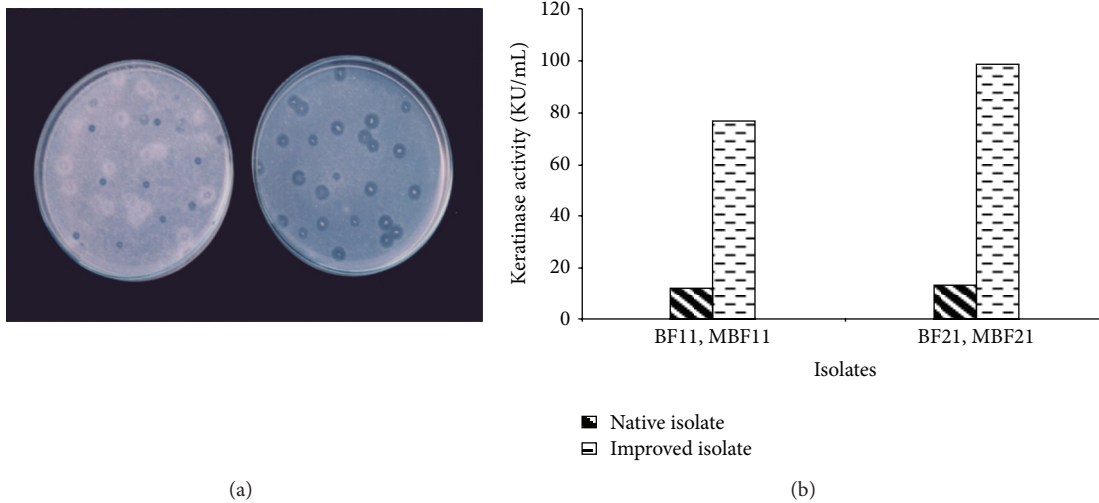 120
100
80
60
40
20
0
Keratinase activity (KU/mL)
BF11, MBF11
BF21, MBF21
Isolates
Native isolate
Improved isolate
(a)
(b)